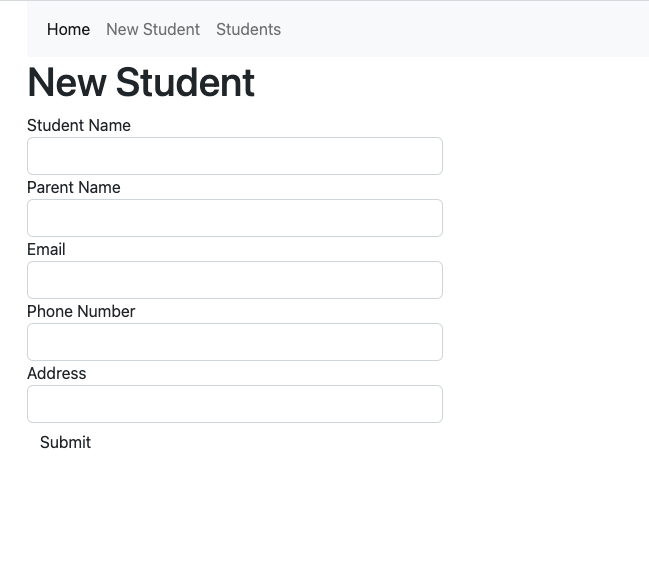 Home New Student Students
New Student
Student Name
Parent Name
Email
Phone Number
Address
Submit